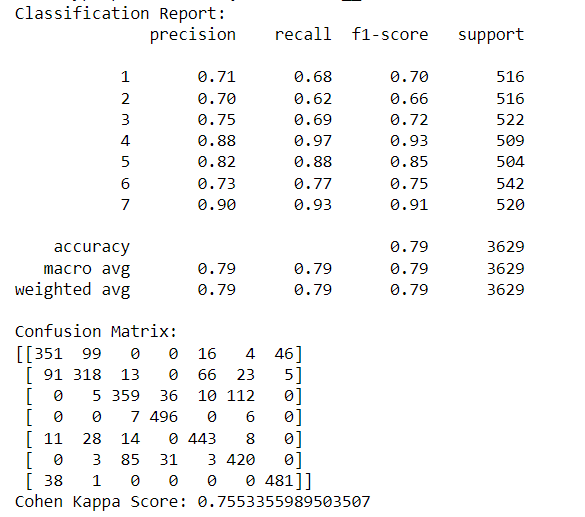 Classification Report:
precision recall f1-score support
1 0.71 0.68 0.70 516
2 0.70 0.62 0.66 516
3 0.75 0.69 0.72 522
4 0.88 0.97 0.93 509
5 0.82 0.88 0.85 504
6 0.73 0.77 0.75 542
7 0.90 0.93 0.91 520
accuracy 0.79 3629
macro avg 0.79 0.79 0.79 3629
weighted avg 0.79 0.79 0.79 3629
Confusion Matrix:
[[351 99 0 0 16 4 46]
[ 91 318 13 0 66 23 5]
[ 0 5 359 36 10 112 0]
[ 0 0 7 496 0 6 0]
[ 11 28 14 0 443 8 0]
[ 0 3 85 31 3 420 0]
[ 38 1 0 0 0 0 481]]
Cohen Kappa Score: 0.7553355989503507